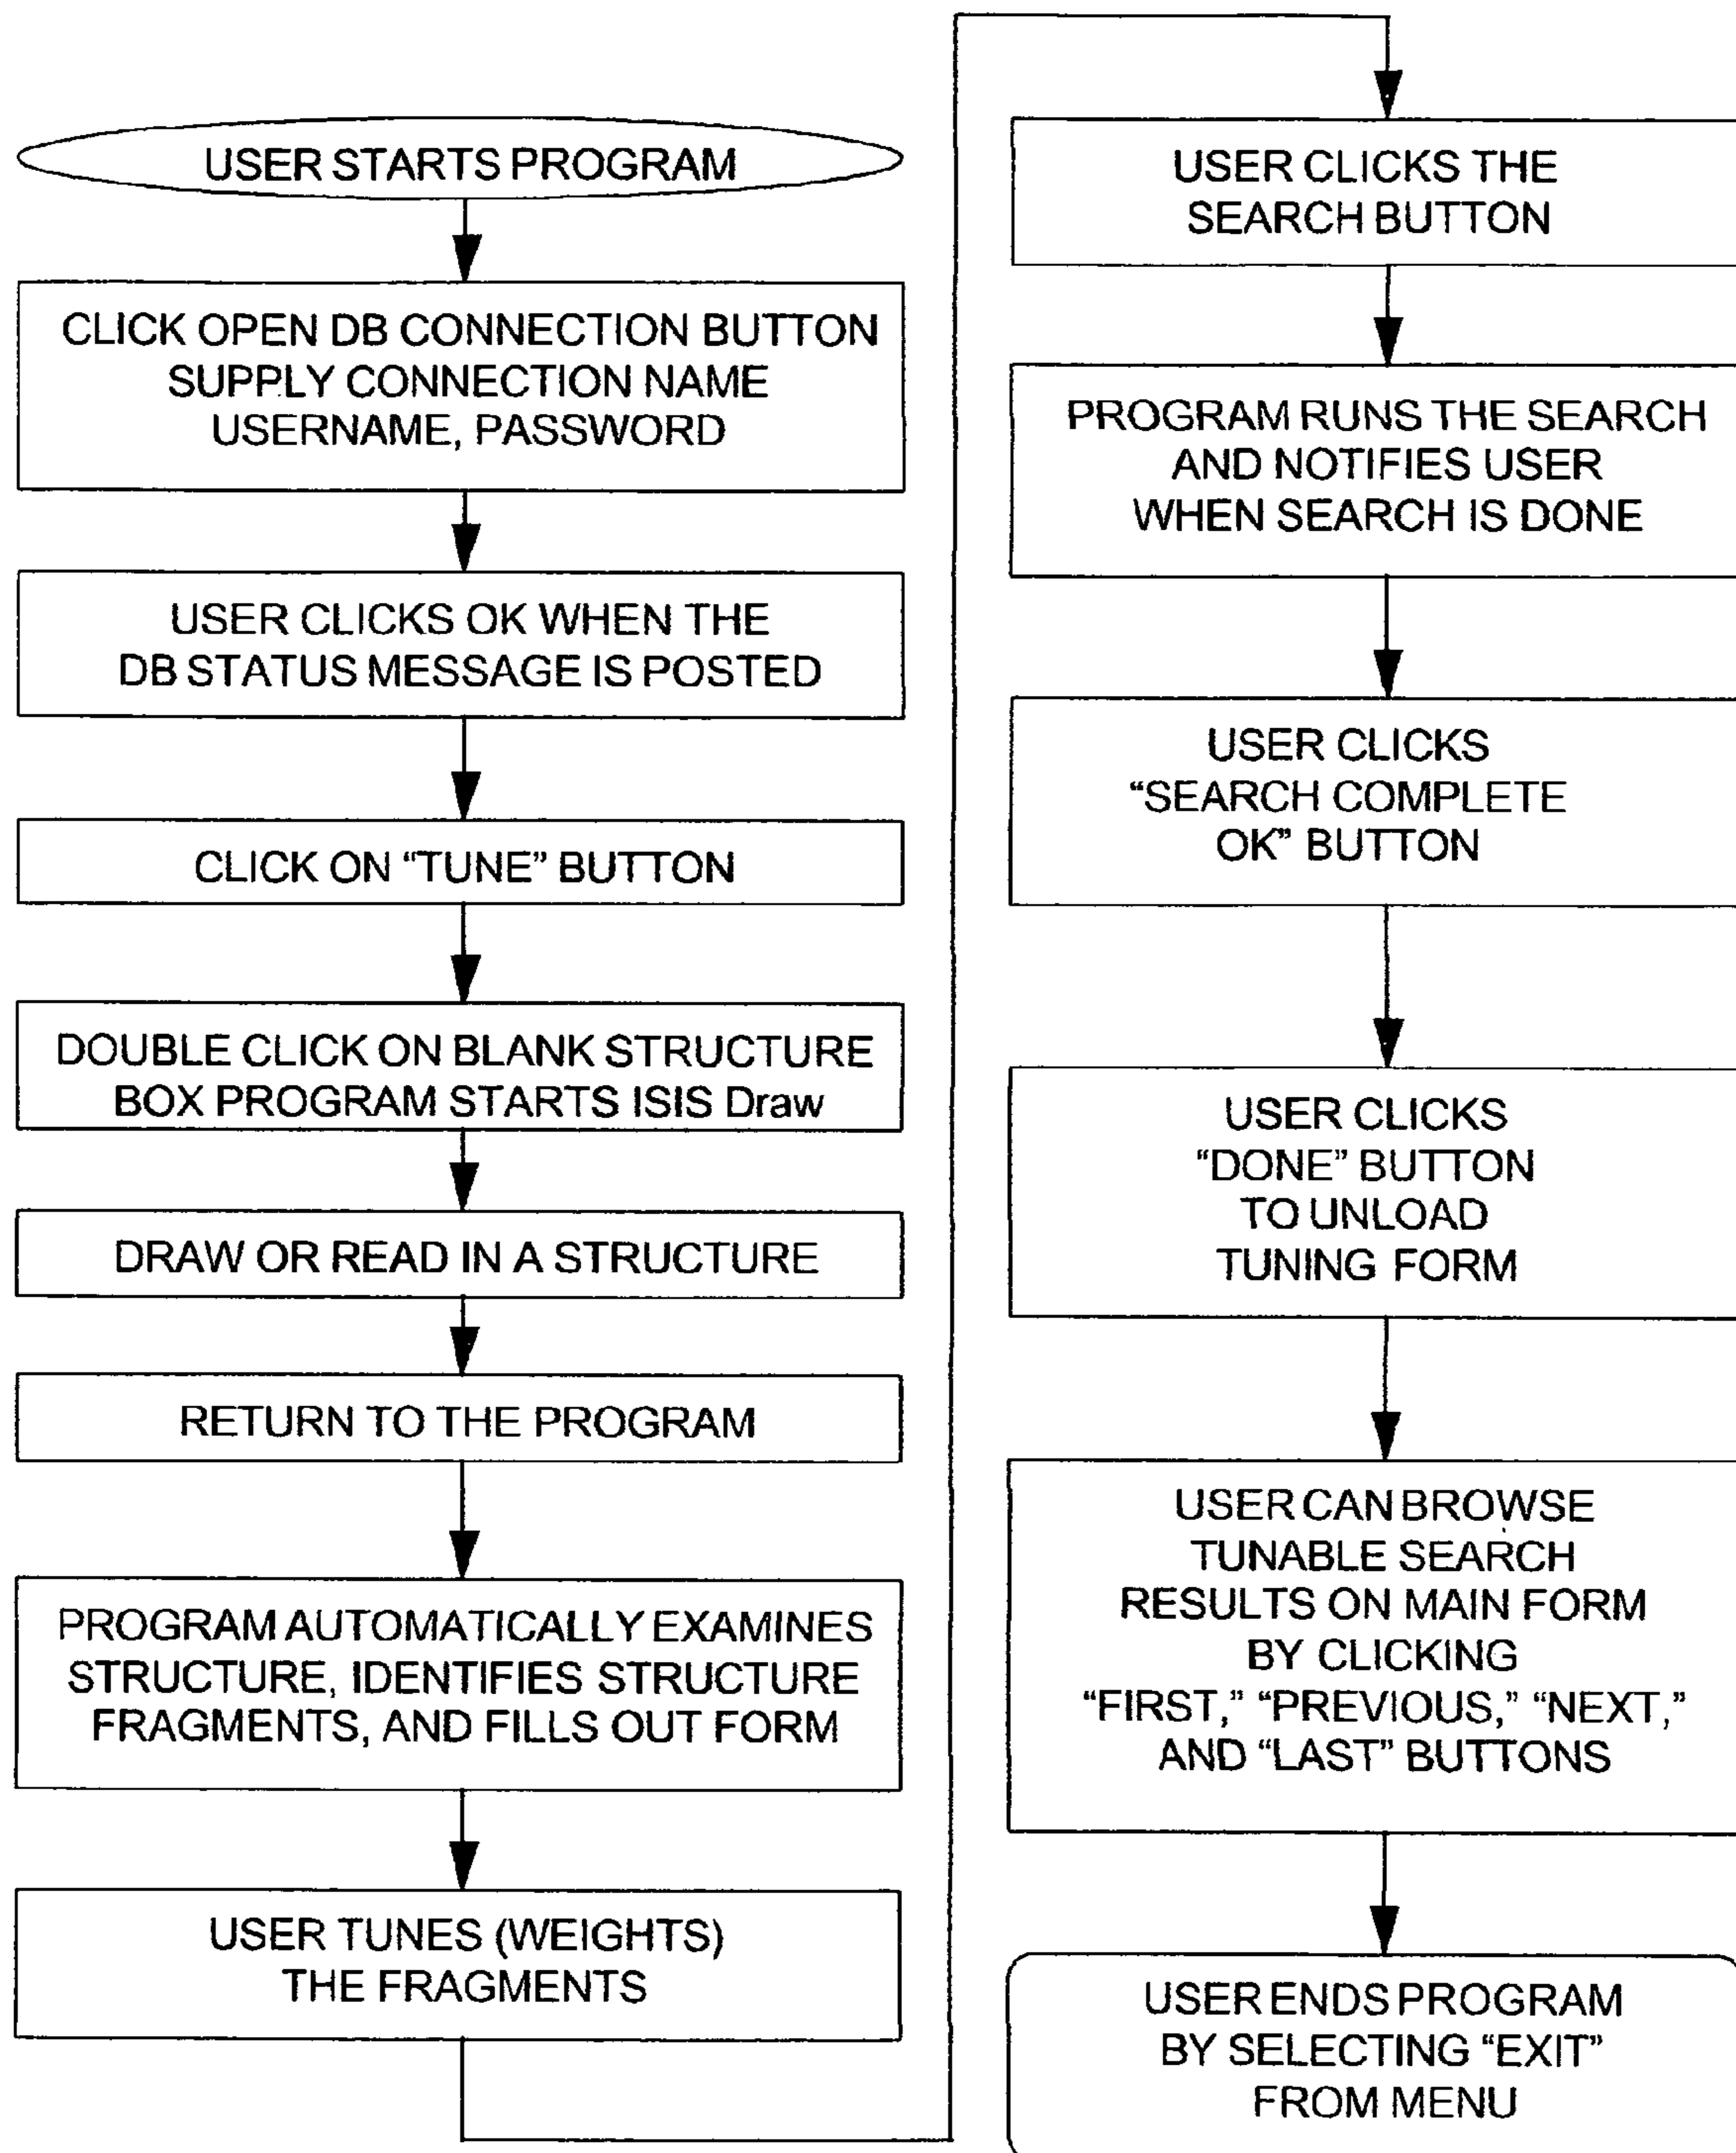 USER STARTS PROGRAM
CLICK OPEN DB CONNECTION BUTTON
SUPPLY CONNECTION NAME
USERNAME, PASSWORD
USER CLICKS OK WHEN THE
DB STATUS MESSAGE IS POSTED
CLICK ON “TUNE” BUTTON
DOUBLE CLICK ON BLANK STRUCTURE
BOX PROGRAM STARTS ISIS Draw
DRAW OR READ IN A STRUCTURE
RETURN TO THE PROGRAM
PROGRAM AUTOMATICALLY EXAMINES
STRUCTURE, IDENTIFIES STRUCTURE
FRAGMENTS, AND FILLS OUT FORM
USER TUNES (WEIGHTS)
THE FRAGMENTS
USER CLICKS THE
SEARCH BUTTON
PROGRAM RUNS THE SEARCH
AND NOTIFIES USER
WHEN SEARCH IS DONE
USER CLICKS
“SEARCH COMPLETE
OK” BUTTON
USER CLICKS
“DONE” BUTTON
TO UNLOAD
TUNING FORM
USER CAN BROWSE
TUNABLE SEARCH
RESULTS ON MAIN FORM
BY CLICKING
“FIRST,” “PREVIOUS,” “NEXT,”
AND “LAST” BUTTONS
USER ENDS PROGRAM
BY SELECTING “EXIT”
FROM MENU